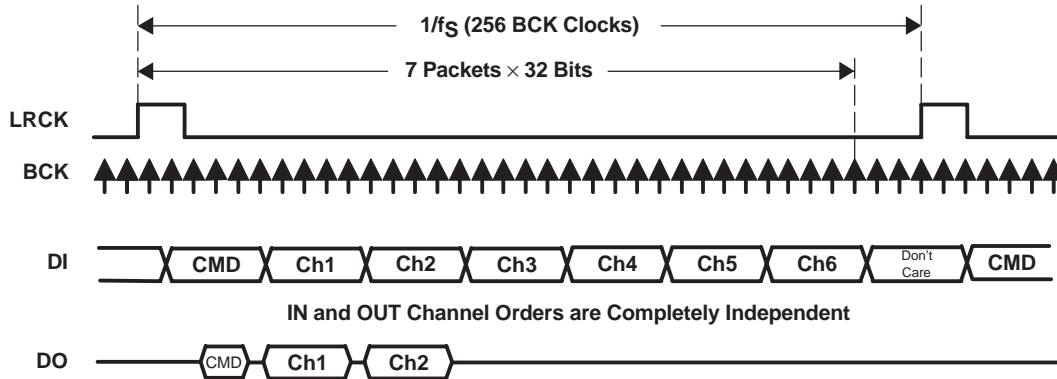 1/fS (256 BCK Clocks)
7 Packets × 32 Bits
LRCK
BCK
DI CMD Ch1 Ch2 Ch3 Ch4 Ch5 Ch6 Don't Care CMD
IN and OUT Channel Orders are Completely Independent
DO CMD Ch1 Ch2